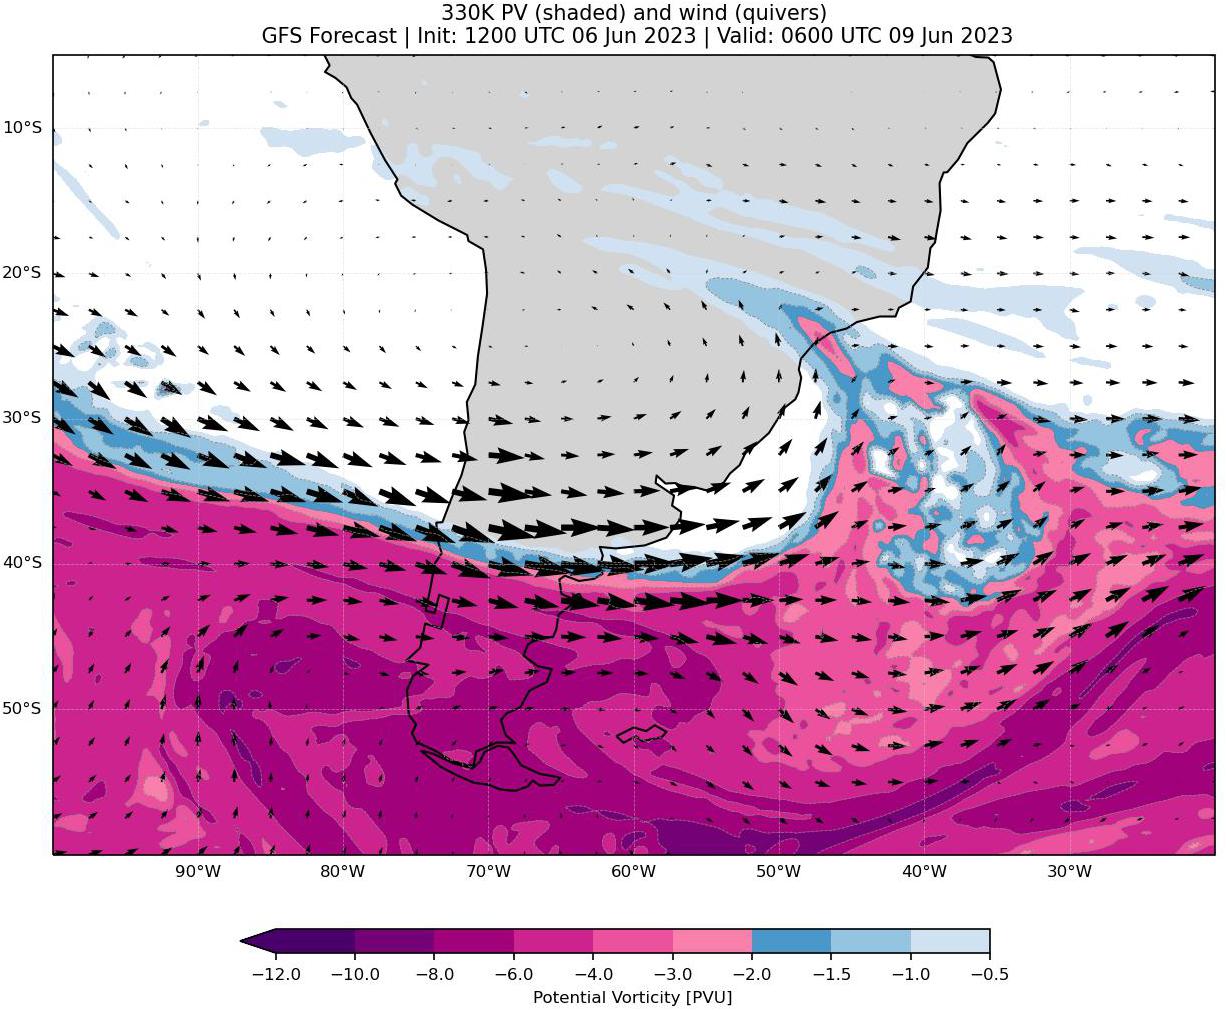 330K PV (shaded) and wind (quivers)
GFS Forecast | Init: 1200 UTC 06 Jun 2023 | Valid: 0600 UTC 09 Jun 2023
10°S
20°S
30°S
40°S
50°S
90°W 80°W 70°W 60°W 50°W 40°W 30°W
−12.0 −10.0 −8.0 −6.0 −4.0 −3.0 −2.0 −1.5 −1.0 −0.5
Potential Vorticity [PVU]